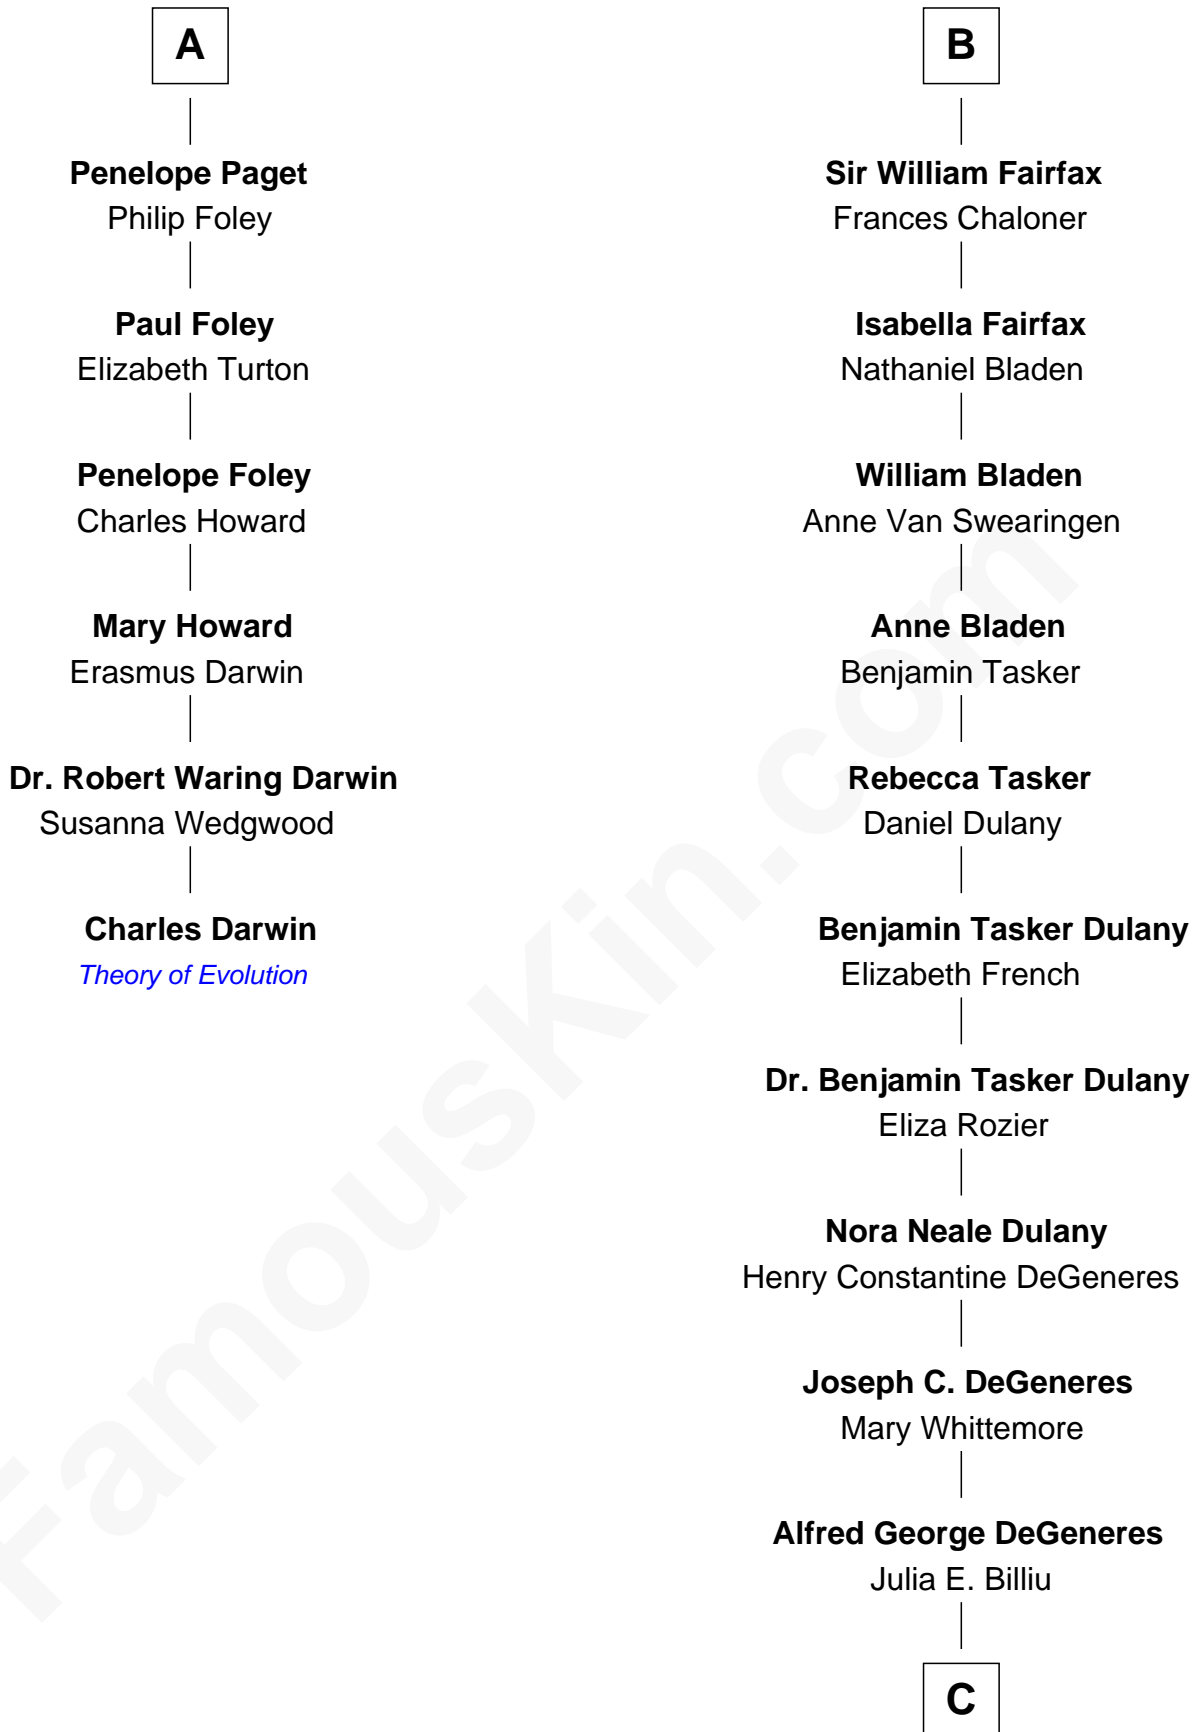 A
Penelope Paget
Philip Foley
Paul Foley
Elizabeth Turton
Penelope Foley
Charles Howard
Mary Howard
Erasmus Darwin
Dr. Robert Waring Darwin
Susanna Wedgwood
Charles Darwin
Theory of Evolution
B
Sir William Fairfax
Frances Chaloner
Isabella Fairfax
Nathaniel Bladen
William Bladen
Anne Van Swearingen
Anne Bladen
Benjamin Tasker
Rebecca Tasker
Daniel Dulany
Benjamin Tasker Dulany
Elizabeth French
Dr. Benjamin Tasker Dulany
Eliza Rozier
Nora Neale Dulany
Henry Constantine DeGeneres
Joseph C. DeGeneres
Mary Whittemore
Alfred George DeGeneres
Julia E. Billiu
C
FamousKin.com